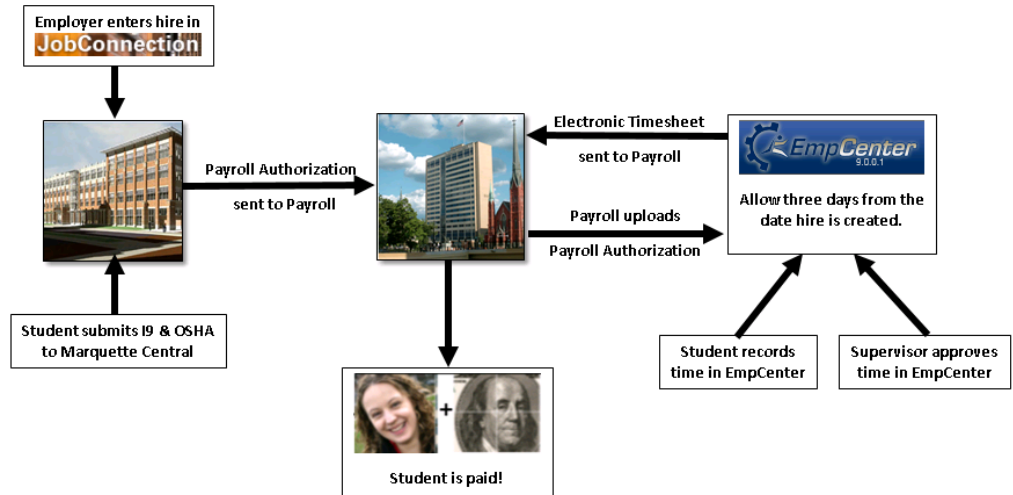 Employer enters hire in
JobConnection
Payroll Authorization
sent to Payroll
Student submits I9 & OSHA
to Marquette Central
Electronic Timesheet
sent to Payroll
Payroll uploads
Payroll Authorization
EmpCenter
9.0.0.1
Allow three days from the
date hire is created.
Student records
time in EmpCenter
Supervisor approves
time in EmpCenter
+
Student is paid!